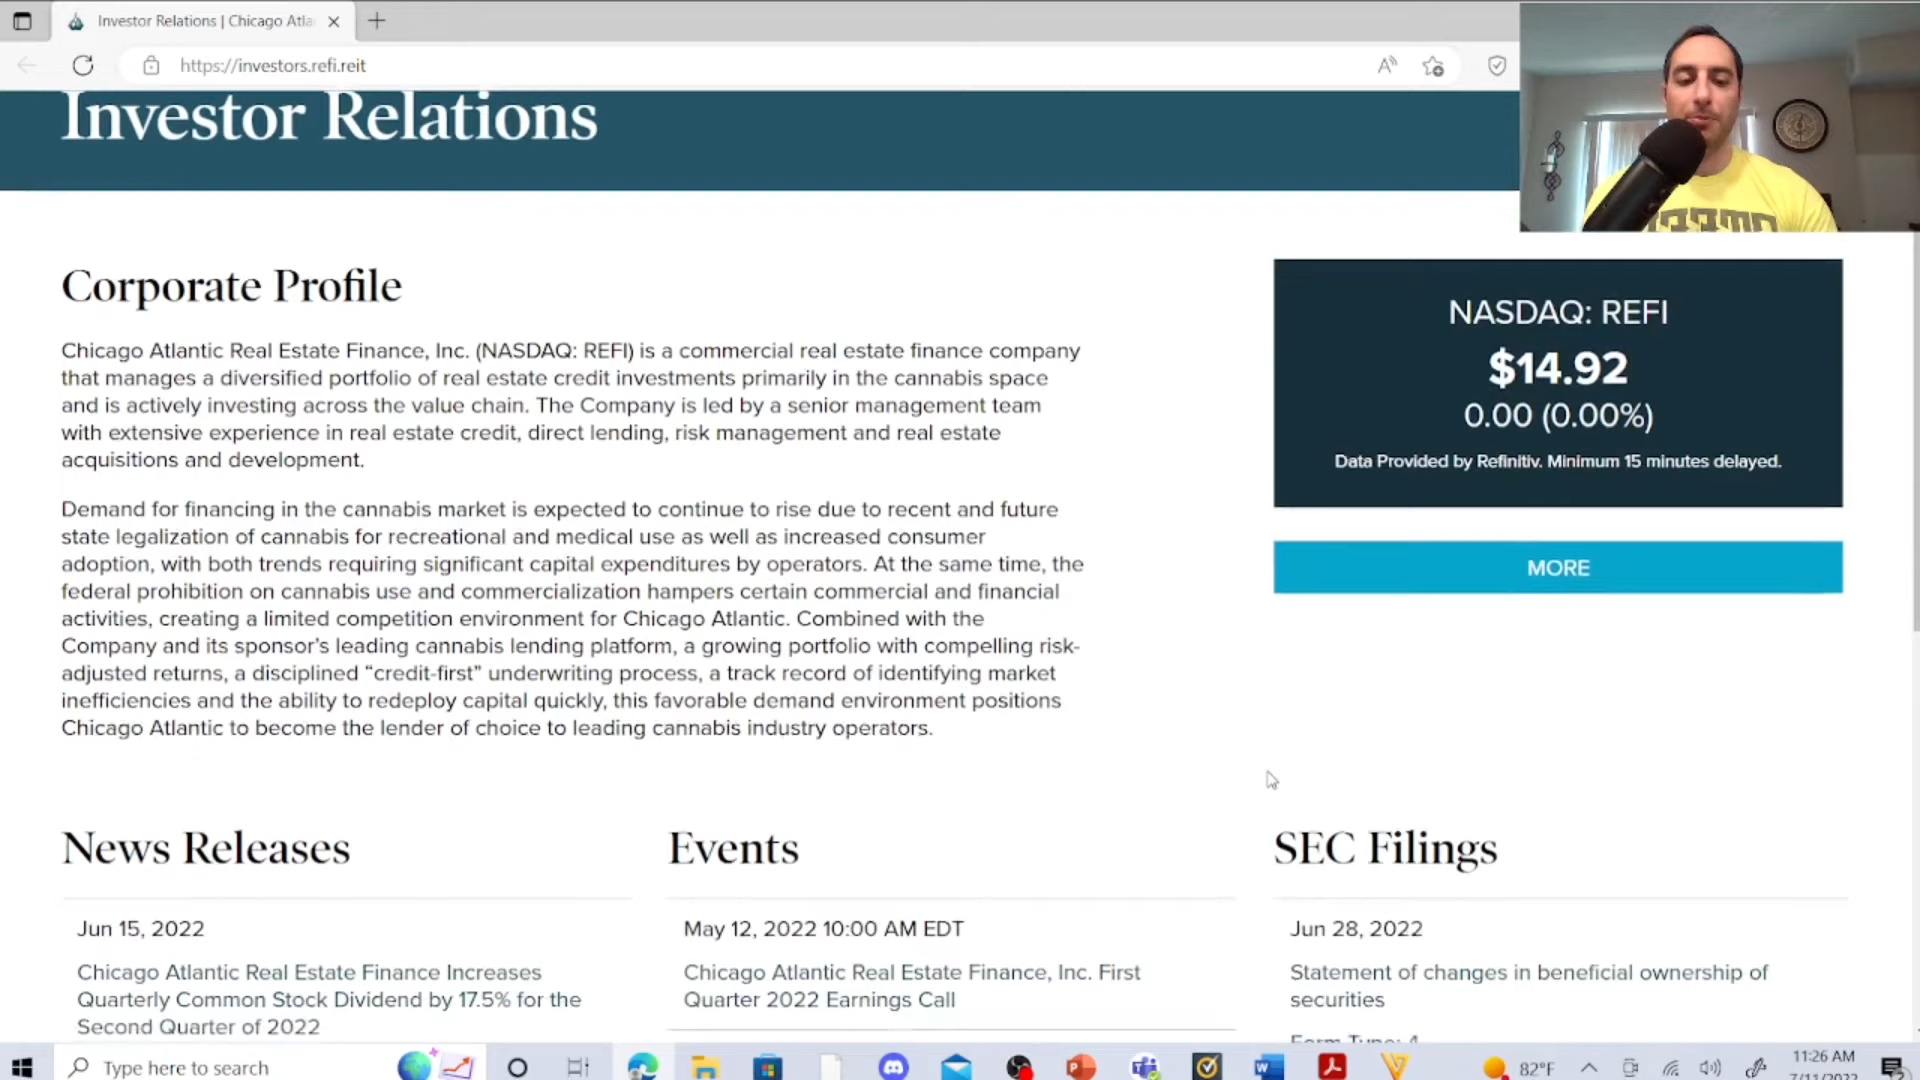 Investor Relations | Chicago Atla
https://investors.refi.reit
Investor Relations
Corporate Profile
Chicago Atlantic Real Estate Finance, Inc. (NASDAQ: REFI) is a commercial real estate finance company
that manages a diversified portfolio of real estate credit investments primarily in the cannabis space
and is actively investing across the value chain. The Company is led by a senior management team
with extensive experience in real estate credit, direct lending, risk management and real estate
acquisitions and development.
Demand for financing in the cannabis market is expected to continue to rise due to recent and future
state legalization of cannabis for recreational and medical use as well as increased consumer
adoption, with both trends requiring significant capital expenditures by operators. At the same time, the
federal prohibition on cannabis use and commercialization hampers certain commercial and financial
activities, creating a limited competition environment for Chicago Atlantic. Combined with the
Company and its sponsor’s leading cannabis lending platform, a growing portfolio with compelling risk-
adjusted returns, a disciplined “credit-first” underwriting process, a track record of identifying market
inefficiencies and the ability to redeploy capital quickly, this favorable demand environment positions
Chicago Atlantic to become the lender of choice to leading cannabis industry operators.
NASDAQ: REFI
$14.92
0.00 (0.00%)
Data Provided by Refinitiv. Minimum 15 minutes delayed.
MORE
News Releases
Jun 15, 2022
Chicago Atlantic Real Estate Finance Increases
Quarterly Common Stock Dividend by 17.5% for the
Second Quarter of 2022
Events
May 12, 2022 10:00 AM EDT
Chicago Atlantic Real Estate Finance, Inc. First
Quarter 2022 Earnings Call
SEC Filings
Jun 28, 2022
Statement of changes in beneficial ownership of
securities
Form Type: 4
Type here to search
82°F
11:26 AM
7/11/2022